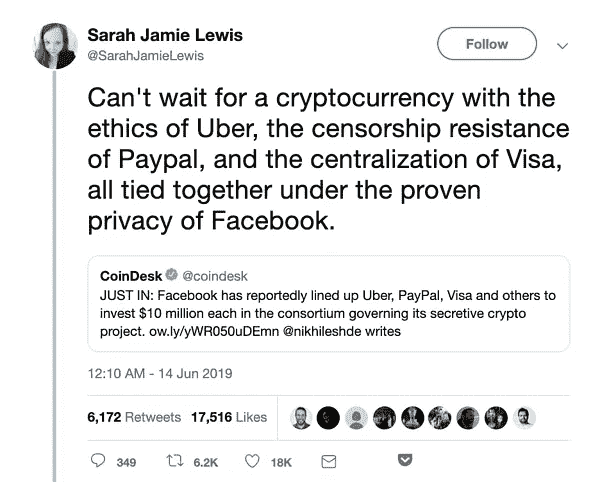 Sarah Jamie Lewis
@SarahJamieLewis
Follow
Can't wait for a cryptocurrency with the
ethics of Uber, the censorship resistance
of Paypal, and the centralization of Visa,
all tied together under the proven
privacy of Facebook.
CoinDesk @coindesk
JUST IN: Facebook has reportedly lined up Uber, PayPal, Visa and others to
invest $10 million each in the consortium governing its secretive crypto
project. ow.ly/yWR050uDEmn @nikhileshde writes
12:10 AM - 14 Jun 2019
6,172 Retweets 17,516 Likes
349 6.2K 18K